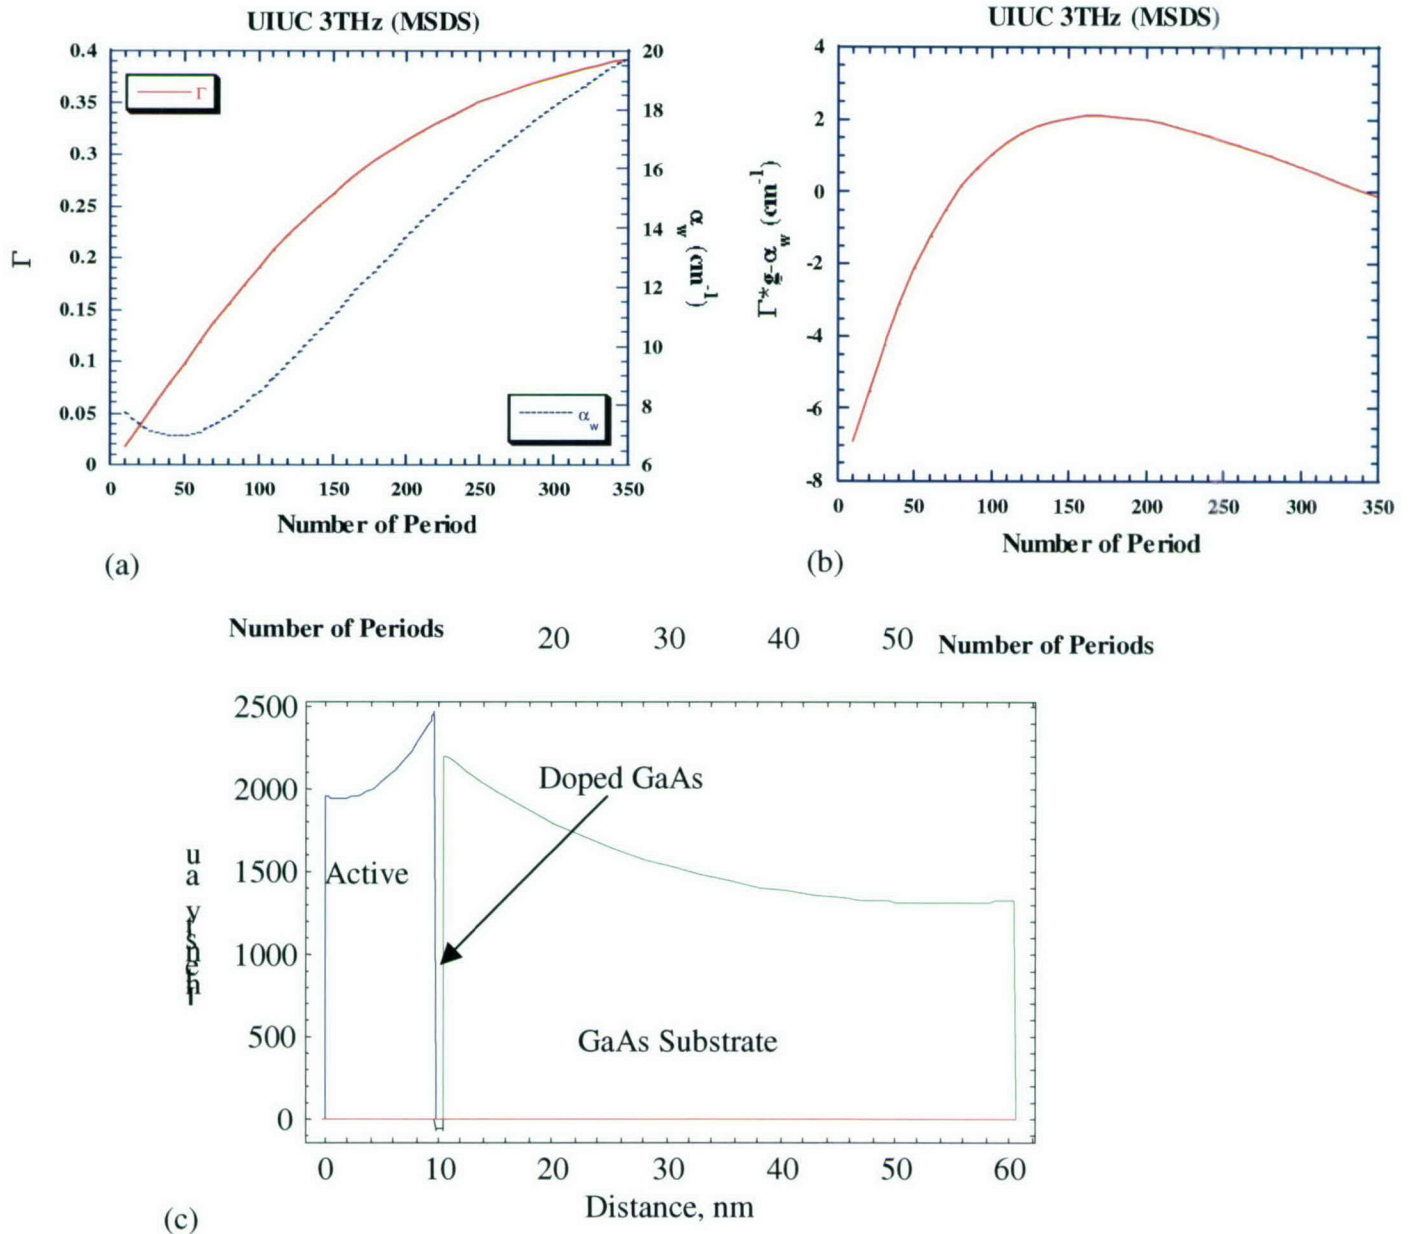 UIUC 3THz (MSDS)
0.4
0.35
0.3
0.25
0.2
0.15
0.1
0.05
0
Γ
Γ
20
18
16
14
12
10
8
6
α_w (cm⁻¹)
α_w
0 50 100 150 200 250 300 350
Number of Period
(a)
UIUC 3THz (MSDS)
4
2
0
-2
-4
-6
-8
Γ*g-α_w (cm⁻¹)
0 50 100 150 200 250 300 350
Number of Period
(b)
Number of Periods 20 30 40 50 Number of Periods
2500
2000
1500
1000
500
0
Doped GaAs
Active
GaAs Substrate
0 10 20 30 40 50 60
Distance, nm
(c)